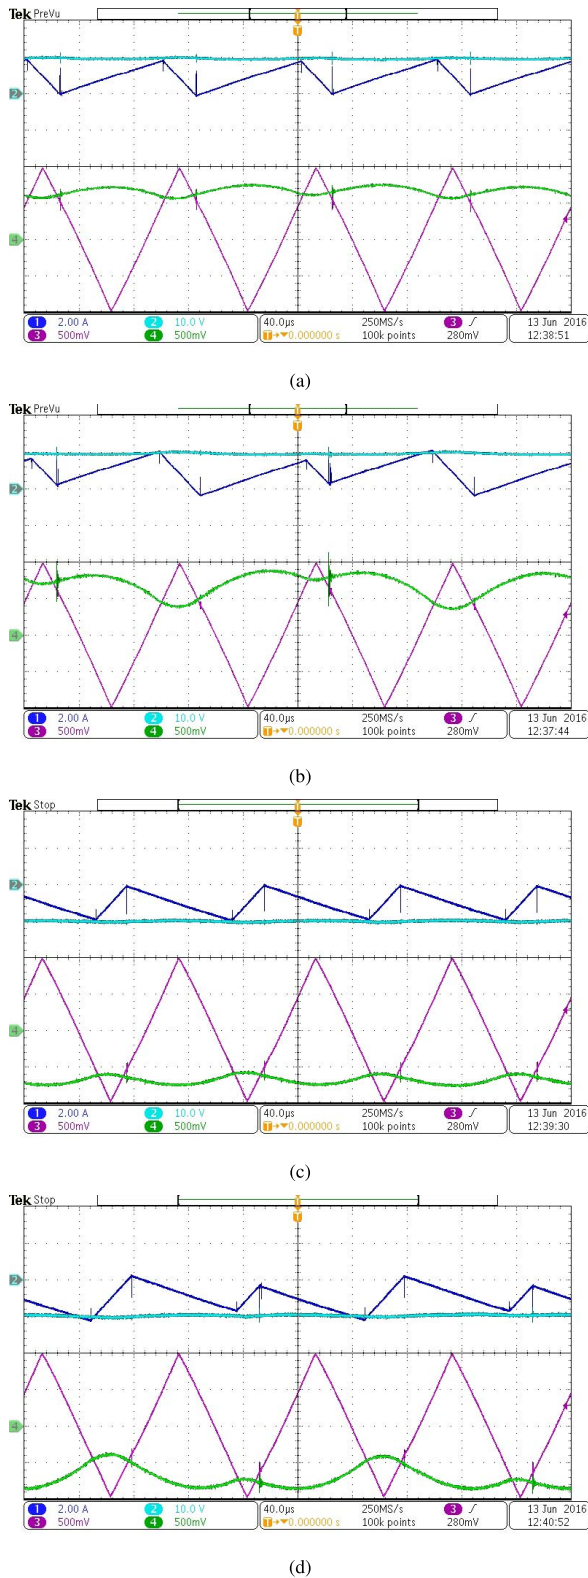 Tek PreVu
T
T
2
4
1 2.00 A 2 10.0 V 40.0µs 250MS/s 3 ∫ 13 Jun 2016
3 500mV 4 500mV T→▼0.000000 s 100k points 280mV 12:38:51
(a)
Tek PreVu
T
T
2
4
1 2.00 A 2 10.0 V 40.0µs 250MS/s 3 ∫ 13 Jun 2016
3 500mV 4 500mV T→▼0.000000 s 100k points 280mV 12:37:44
(b)
Tek Stop
T
T
2
4
1 2.00 A 2 10.0 V 40.0µs 250MS/s 3 ∫ 13 Jun 2016
3 500mV 4 500mV T→▼0.000000 s 100k points 280mV 12:39:30
(c)
Tek Stop
T
T
2
4
1 2.00 A 2 10.0 V 40.0µs 250MS/s 3 ∫ 13 Jun 2016
3 500mV 4 500mV T→▼0.000000 s 100k points 280mV 12:40:52
(d)